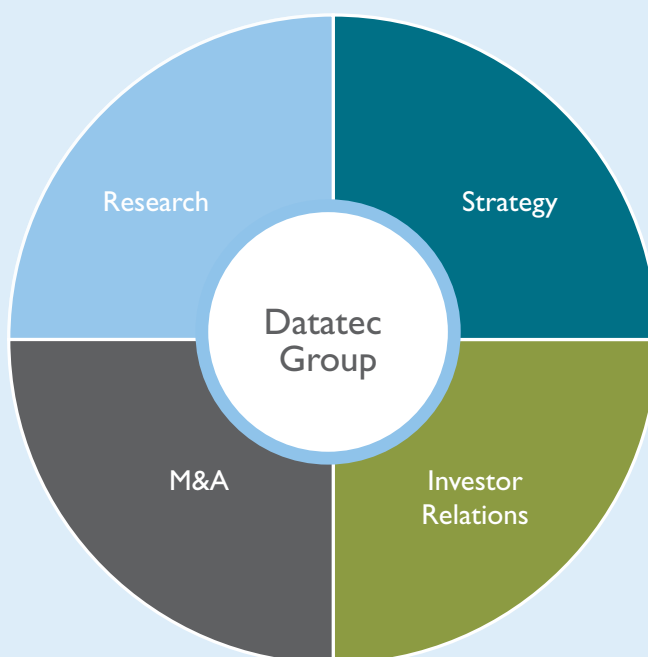 Research
Strategy
Datatec
Group
M&A
Investor
Relations